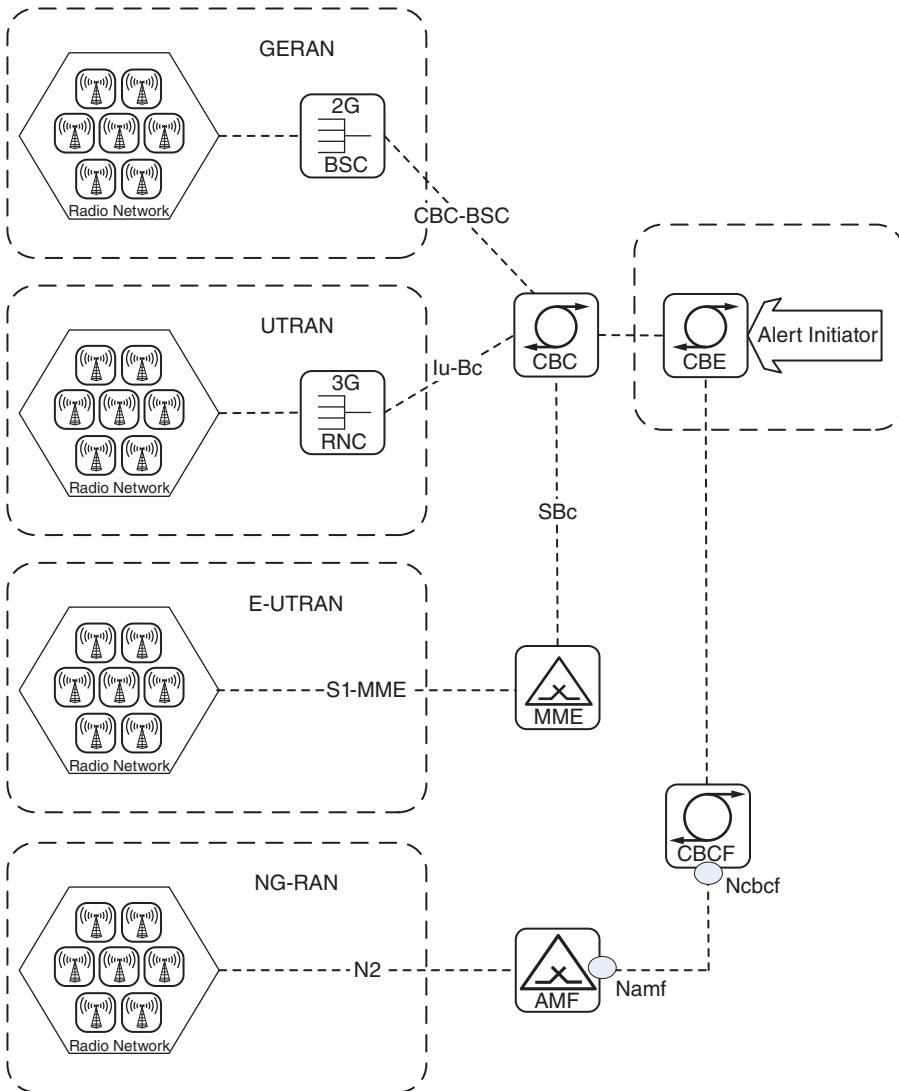 GERAN
2G
BSC
Radio Network
CBC-BSC
UTRAN
3G
RNC
Radio Network
Iu-Bc
CBC
CBE
Alert Initiator
SBc
E-UTRAN
S1-MME
MME
Radio Network
CBCF
Ncbcf
NG-RAN
N2
AMF
Namf
Radio Network